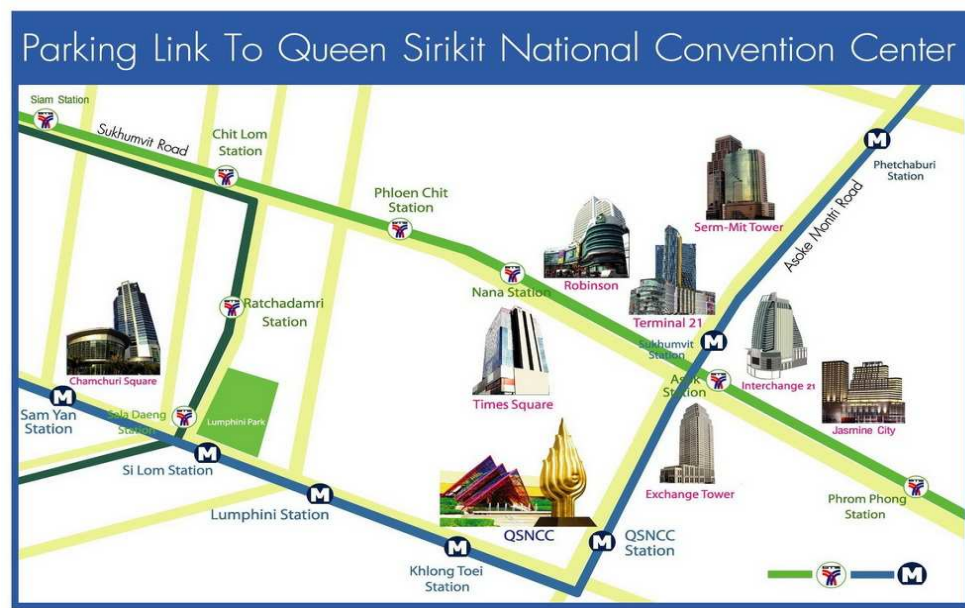 Parking Link To Queen Sirikit National Convention Center
Siam Station
Sukhumvit Road
Chit Lom
Station
Phloen Chit
Station
Nana Station
Robinson
Serm-Mit Tower
M
Phetchaburi
Station
Asoke Montri Road
Terminal 21
Sukhumvit
Station
M
Interchange 21
Asok
Station
Jasmine City
Ratchadamri
Station
Chamchuri Square
Times Square
M
Sam Yan
Station
Sala Daeng
Station
Lumphini Park
M
Si Lom Station
M
Lumphini Station
Exchange Tower
Phrom Phong
Station
QSNCC
M
QSNCC
Station
M
Khlong Toei
Station
M